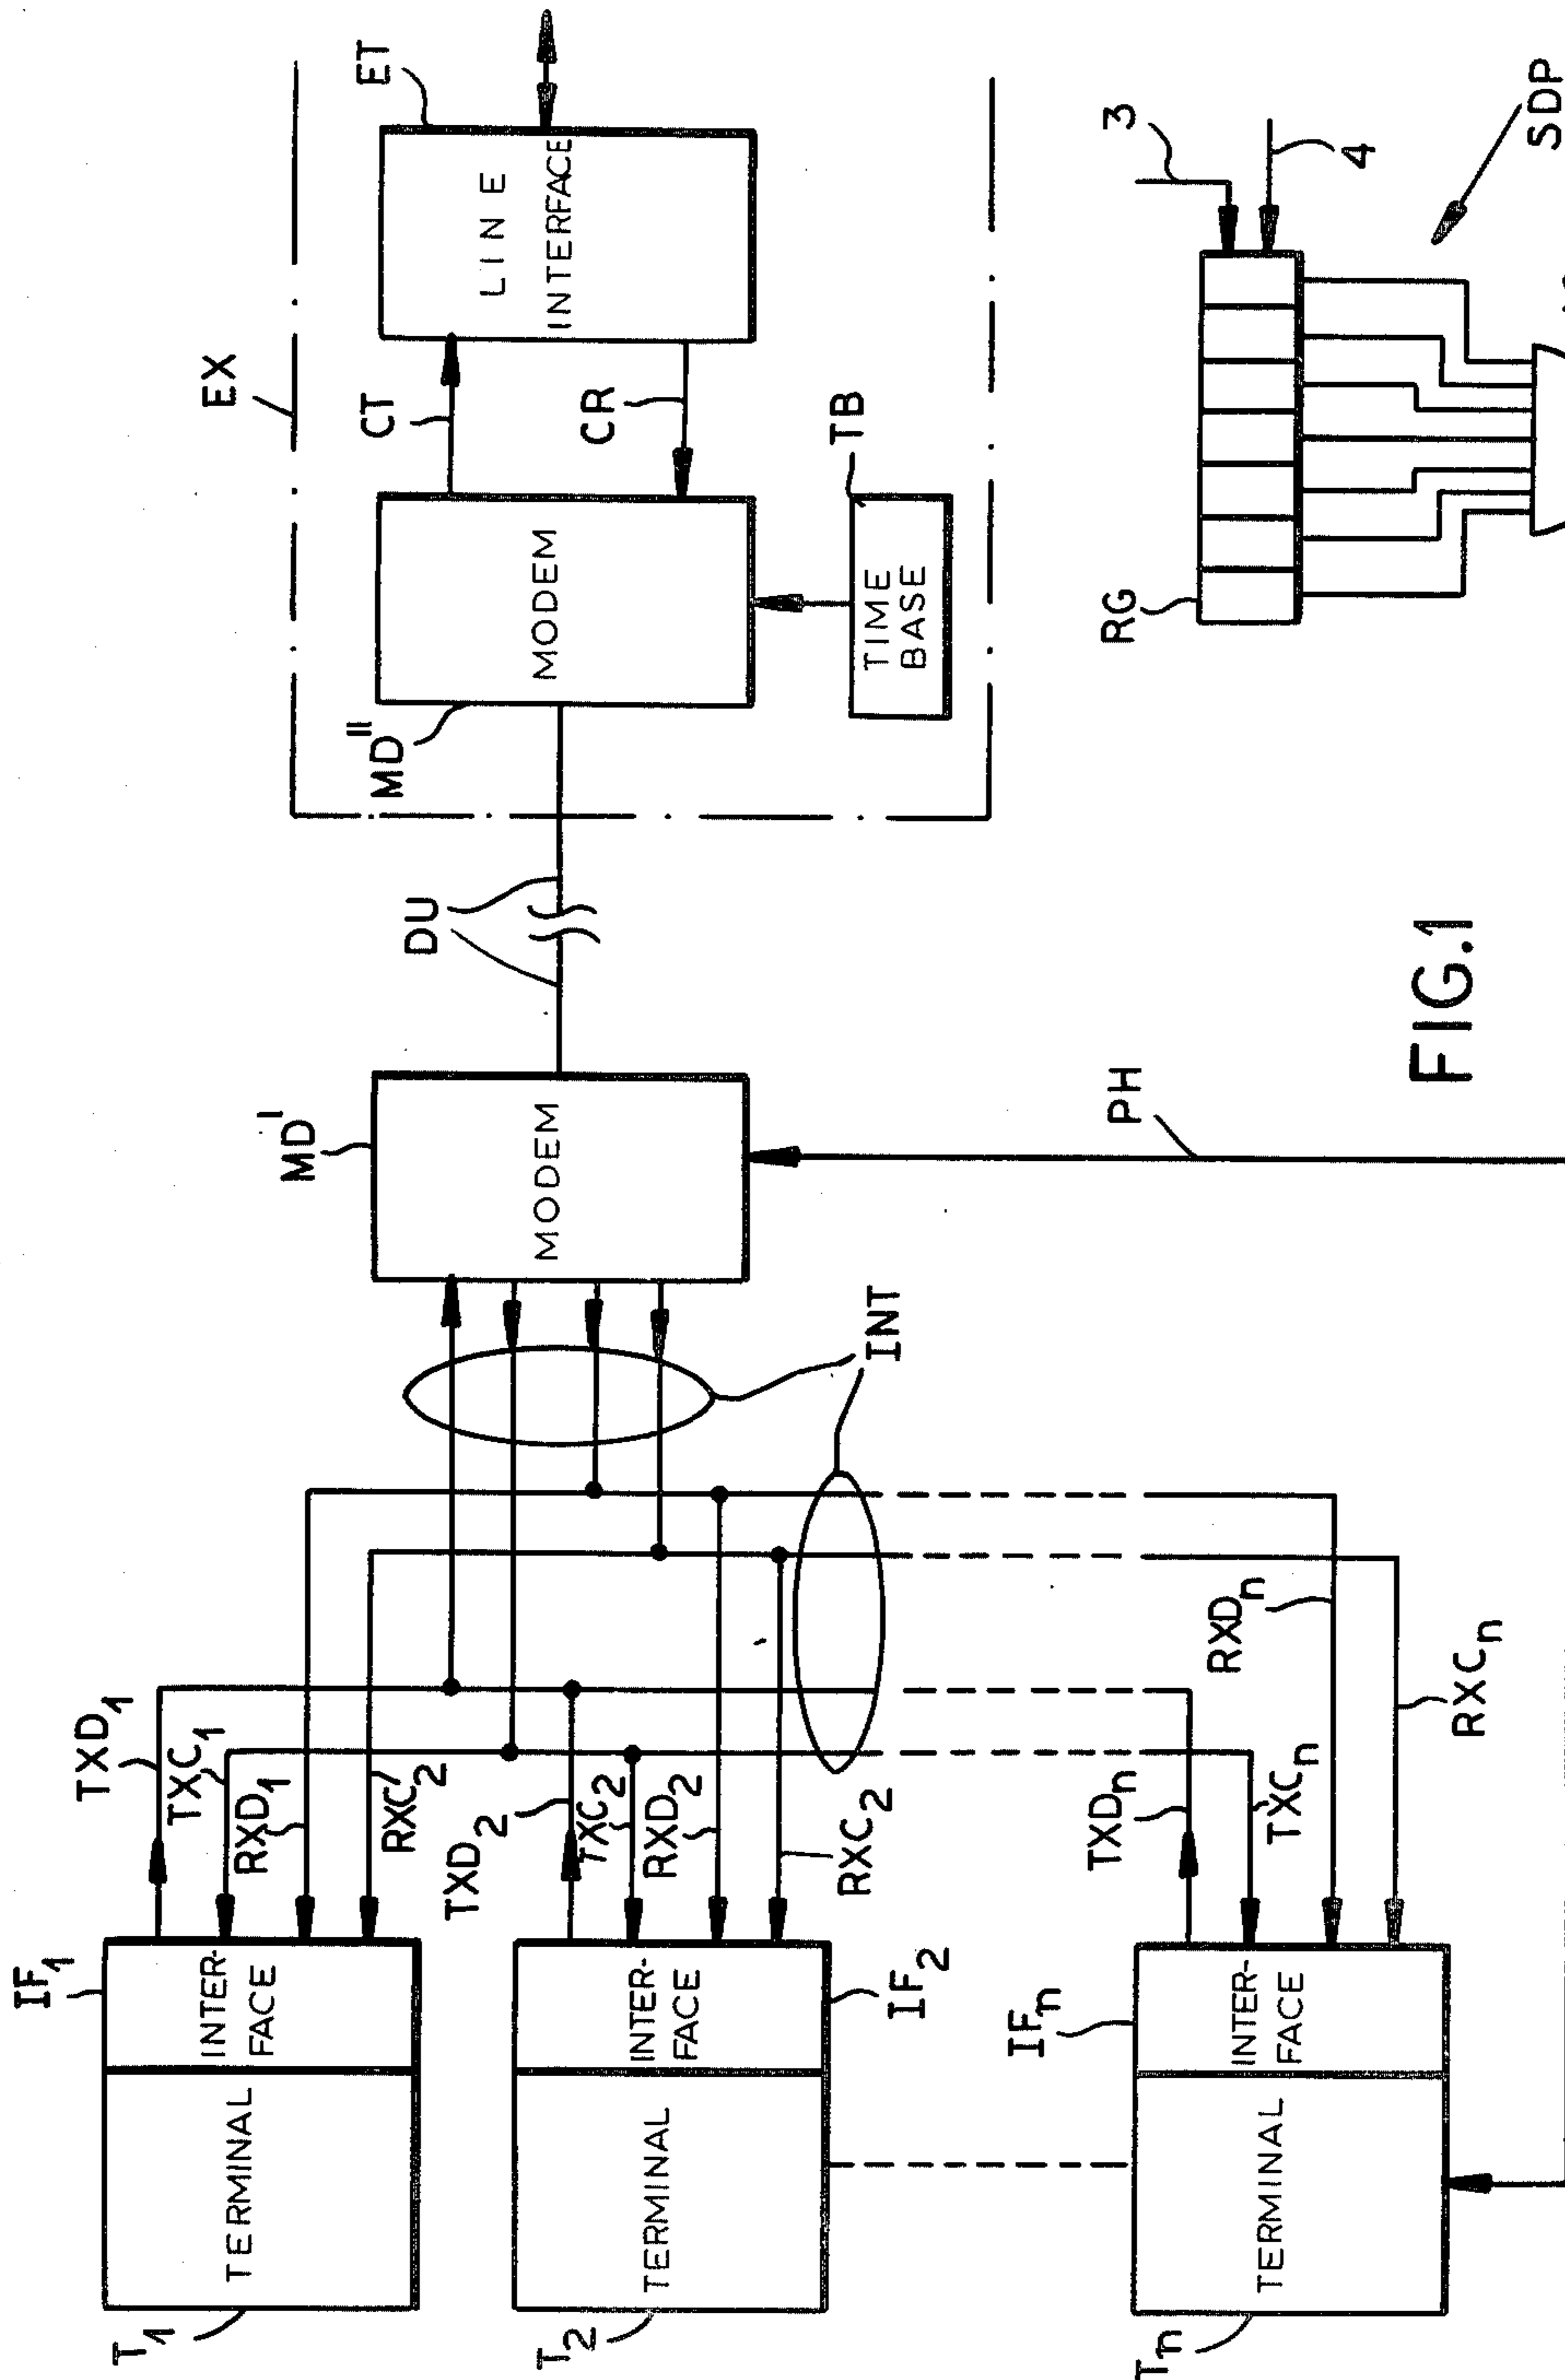 T1
TERMINAL
INTER-
FACE
IF1
TXD1
TXC1
RXD1
RXC'2
T2
TERMINAL
INTER-
FACE
IF2
TXD2
TXC2
RXD2
RXC2
Tn
TERMINAL
INTER-
FACE
IFn
TXDn
TXCn
RXDn
RXCn
INT
MD'
MODEM
PH
DU
EX
MD"
MODEM
CT
CR
TIME
BASE
TB
LINE
INTERFACE
ET
RG
3
4
SDP
FIG.1